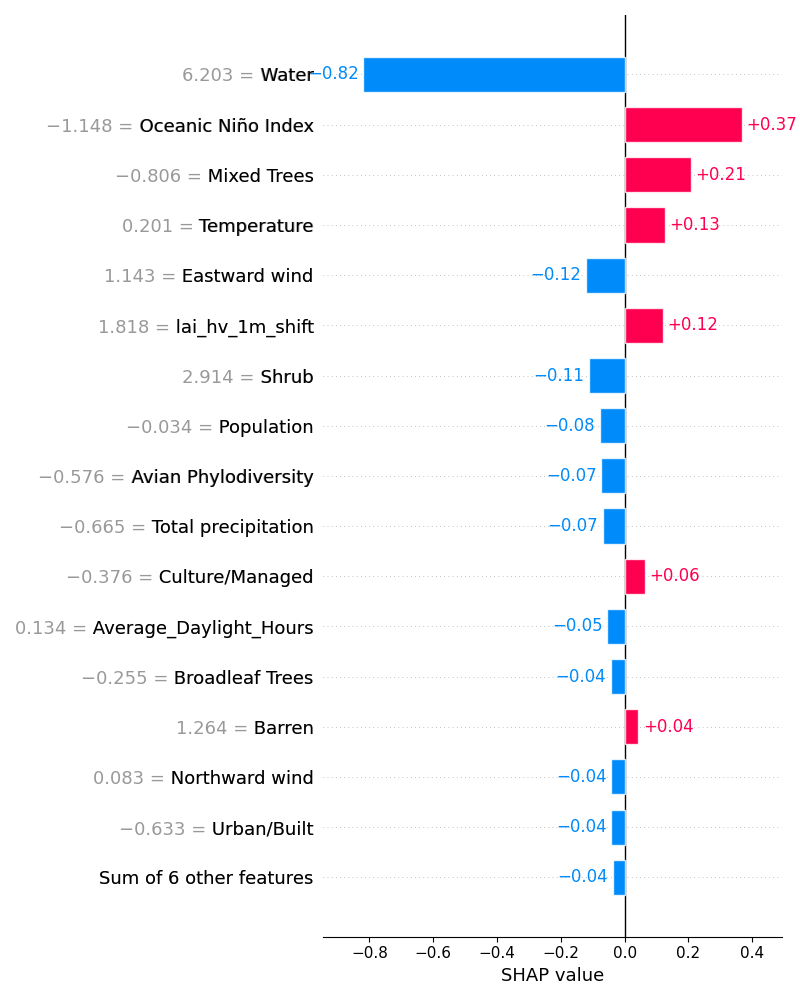 6.203 = Water −0.82
−1.148 = Oceanic Niño Index +0.37
−0.806 = Mixed Trees +0.21
0.201 = Temperature +0.13
1.143 = Eastward wind −0.12
1.818 = lai_hv_1m_shift +0.12
2.914 = Shrub −0.11
−0.034 = Population −0.08
−0.576 = Avian Phylodiversity −0.07
−0.665 = Total precipitation −0.07
−0.376 = Culture/Managed +0.06
0.134 = Average_Daylight_Hours −0.05
−0.255 = Broadleaf Trees −0.04
1.264 = Barren +0.04
0.083 = Northward wind −0.04
−0.633 = Urban/Built −0.04
Sum of 6 other features −0.04
−0.8 −0.6 −0.4 −0.2 0.0 0.2 0.4
SHAP value